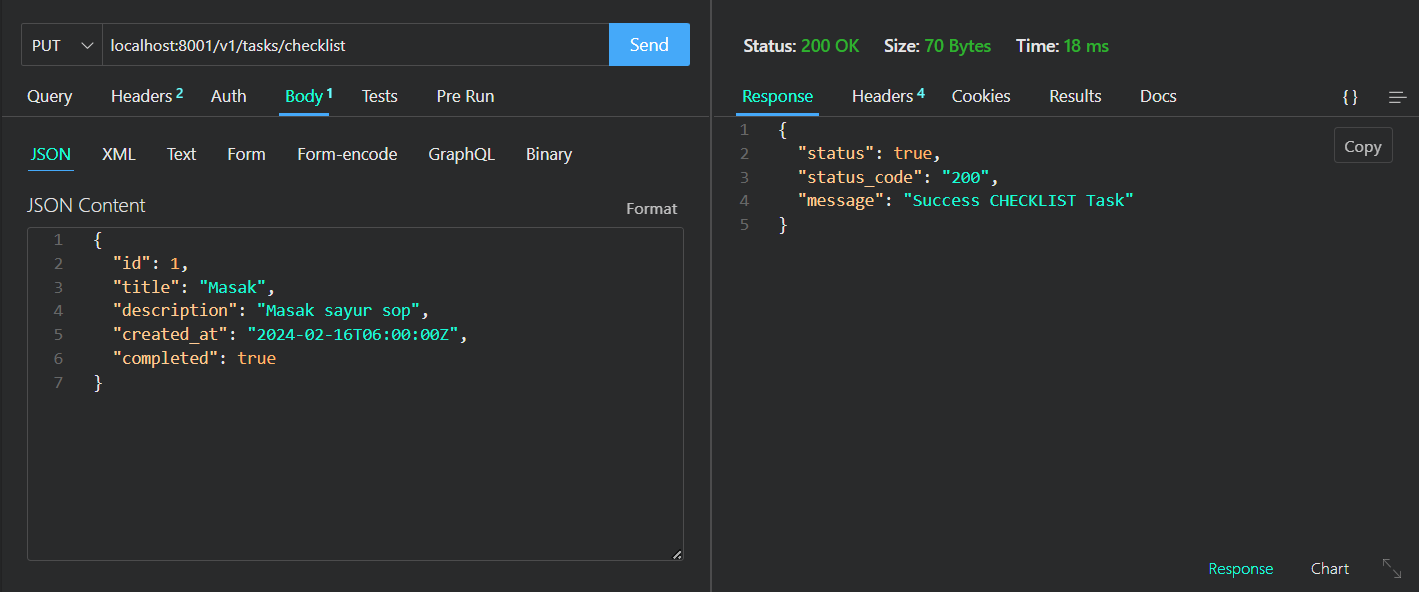 PUT localhost:8001/v1/tasks/checklist Send
Query Headers 2 Auth Body 1 Tests Pre Run
JSON XML Text Form Form-encode GraphQL Binary
JSON Content Format
1 {
2 "id": 1,
3 "title": "Masak",
4 "description": "Masak sayur sop",
5 "created_at": "2024-02-16T06:00:00Z",
6 "completed": true
7 }
Status: 200 OK Size: 70 Bytes Time: 18 ms
Response Headers 4 Cookies Results Docs { }
Copy
1 {
2 "status": true,
3 "status_code": "200",
4 "message": "Success CHECKLIST Task"
5 }
Response Chart